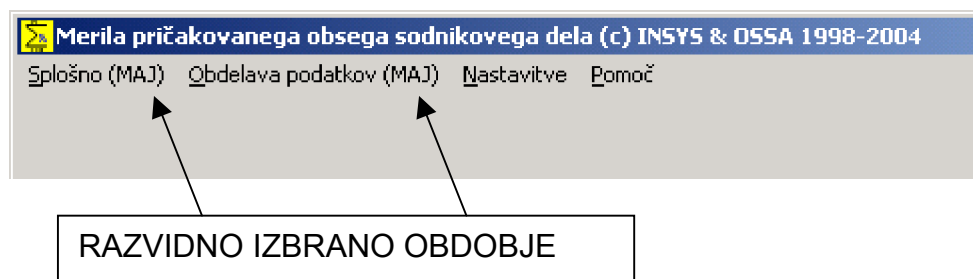 Merila pričakovanega obsega sodnikovega dela (c) INSYS & OSSA 1998-2004
Splošno (MAJ) Obdelava podatkov (MAJ) Nastavitve Pomoč
RAZVIDNO IZBRANO OBDOBJE